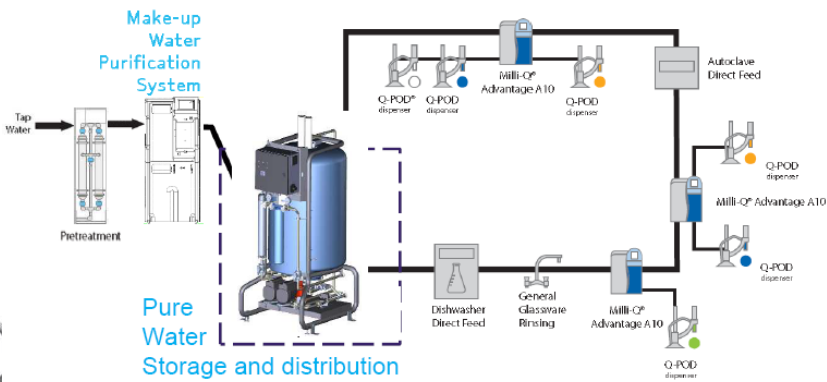 Make-up
Water
Purification
System
Tap
Water
Pretreatment
Pure
Water
Storage and distribution
Q-POD®
dispenser
Q-POD
dispenser
Milli-Q®
Advantage A10
Q-POD
dispenser
Autoclave
Direct Feed
Q-POD
dispenser
Milli-Q® Advantage A10
Q-POD
dispenser
Dishwasher
Direct Feed
General
Glassware
Rinsing
Milli-Q®
Advantage A10
Q-POD
dispenser